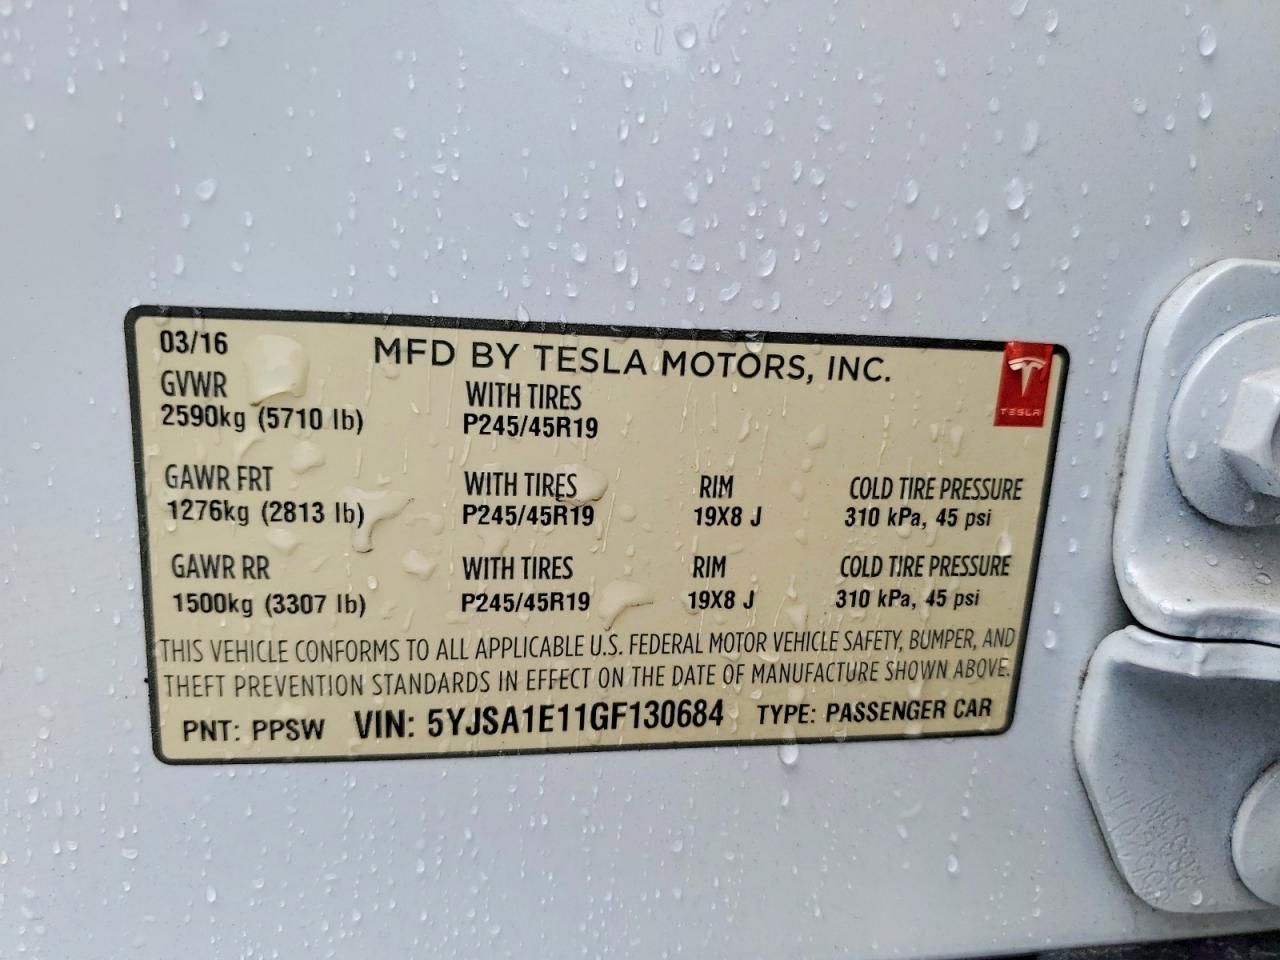 03/16 MFD BY TESLA MOTORS, INC.
TESLA
GVWR WITH TIRES
2590kg (5710 lb) P245/45R19
GAWR FRT WITH TIRES RIM COLD TIRE PRESSURE
1276kg (2813 lb) P245/45R19 19X8 J 310 kPa, 45 psi
GAWR RR WITH TIRES RIM COLD TIRE PRESSURE
1500kg (3307 lb) P245/45R19 19X8 J 310 kPa, 45 psi
THIS VEHICLE CONFORMS TO ALL APPLICABLE U.S. FEDERAL MOTOR VEHICLE SAFETY, BUMPER, AND
THEFT PREVENTION STANDARDS IN EFFECT ON THE DATE OF MANUFACTURE SHOWN ABOVE.
PNT: PPSW VIN: 5YJSA1E11GF130684 TYPE: PASSENGER CAR